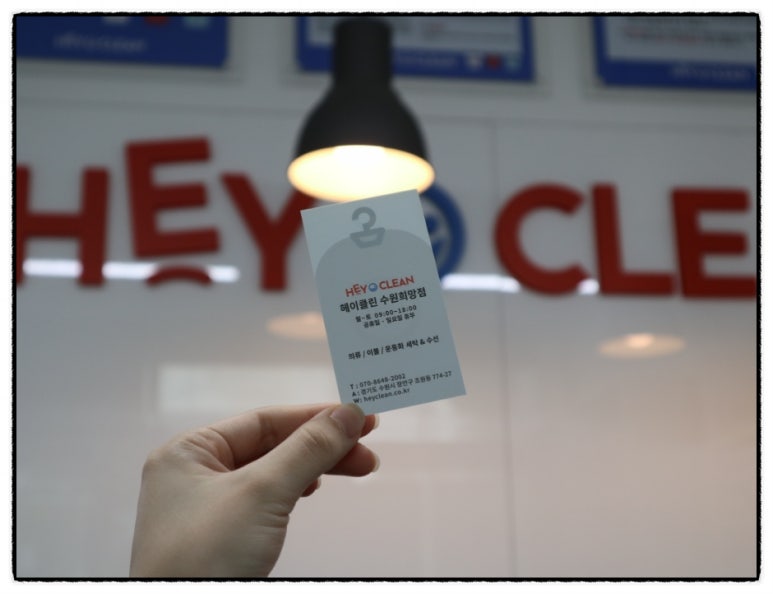 HEY CLE
HEY CLEAN
헤이클린 수원희망점
월~토 09:00~18:00
공휴일·일요일 휴무
의류 / 이불 / 운동화 세탁 & 수선
T : 070-8648-2002
A : 경기도 수원시 장안구 조원동 774-27
W : heyclean.co.kr